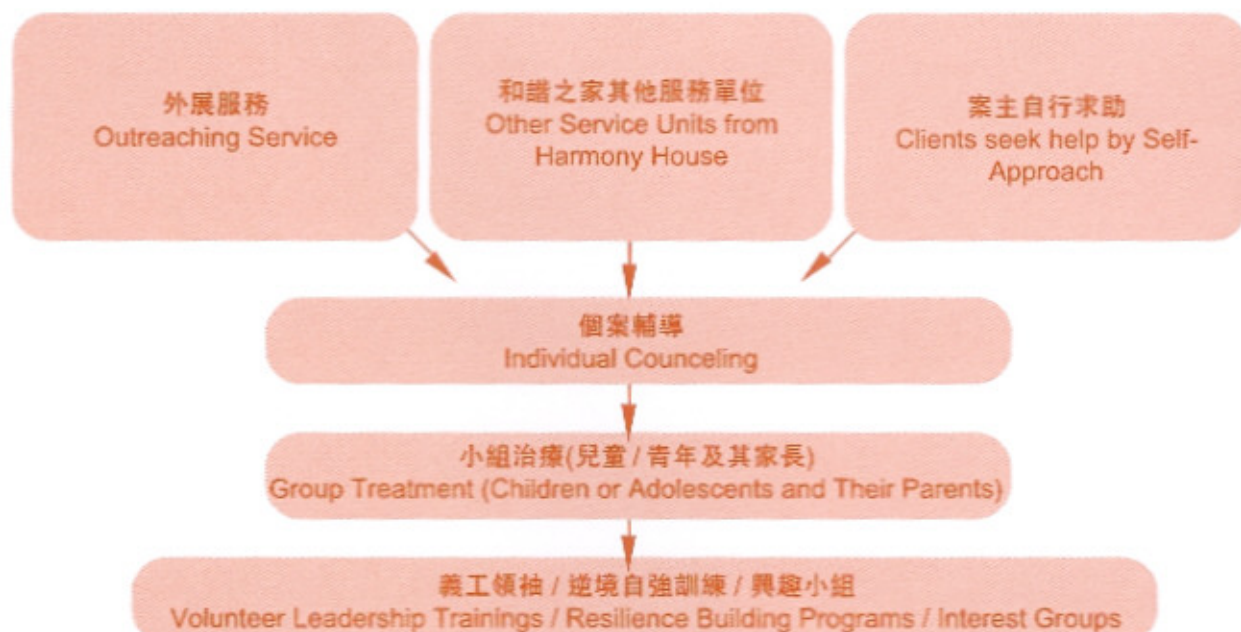 外展服務
Outreaching Service
和諧之家其他服務單位
Other Service Units from
Harmony House
案主自行求助
Clients seek help by Self-
Approach
個案輔導
Individual Counceling
小組治療(兒童 / 青年及其家長)
Group Treatment (Children or Adolescents and Their Parents)
義工領袖 / 逆境自強訓練 / 興趣小組
Volunteer Leadership Trainings / Resilience Building Programs / Interest Groups